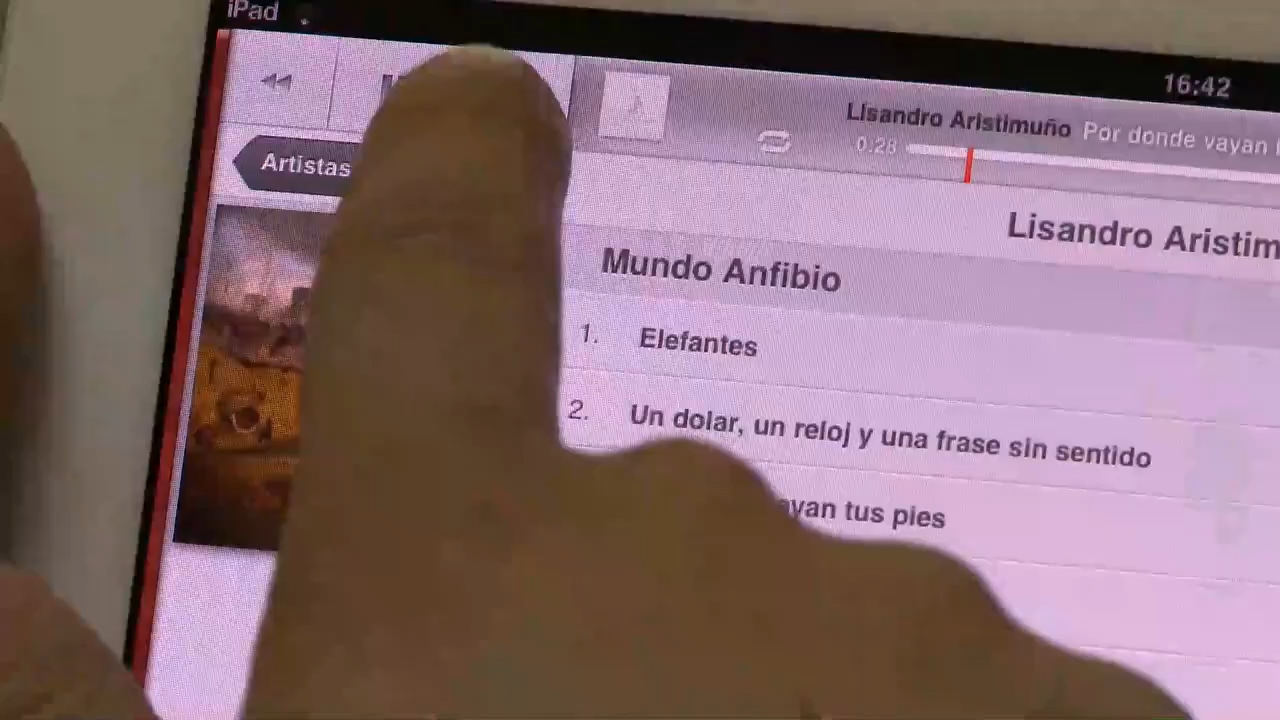 iPad
16:42
Lisandro Aristimuño Por donde vayan
0:28
Artistas
Lisandro Aristim
Mundo Anfibio
1. Elefantes
2. Un dolar, un reloj y una frase sin sentido
ayan tus pies